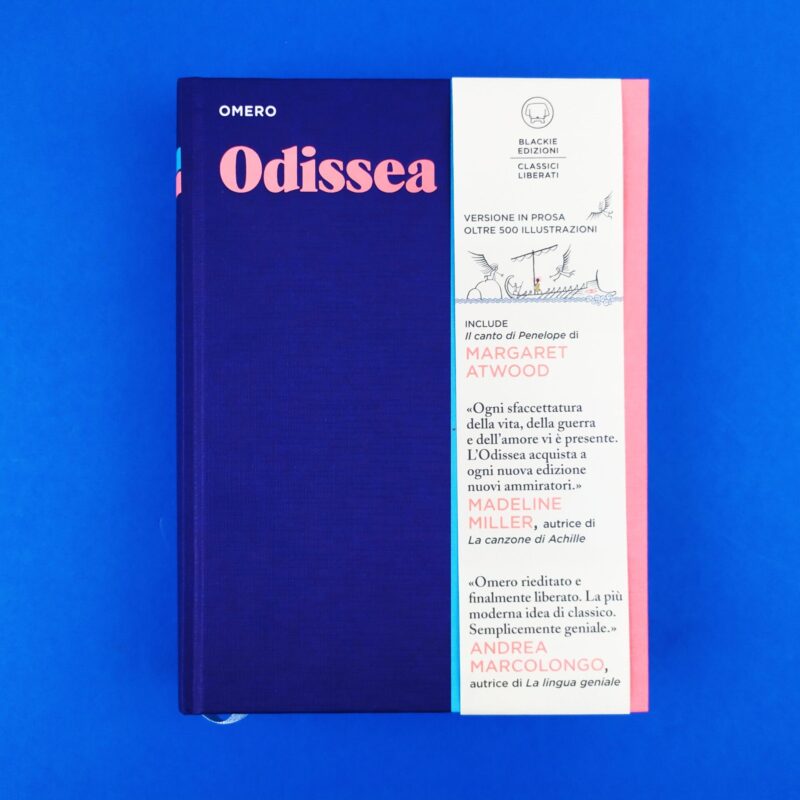 OMERO
Odissea
BLACKIE
EDIZIONI
CLASSICI
LIBERATI
VERSIONE IN PROSA
OLTRE 500 ILLUSTRAZIONI
INCLUDE
Il canto di Penelope di
MARGARET
ATWOOD
«Ogni sfaccettatura
della vita, della guerra
e dell'amore vi è presente.
L'Odissea acquista a
ogni nuova edizione
nuovi ammiratori.»
MADELINE
MILLER, autrice di
La canzone di Achille
«Omero rieditato e
finalmente liberato. La più
moderna idea di classico.
Semplicemente geniale.»
ANDREA
MARCOLONGO,
autrice di La lingua geniale